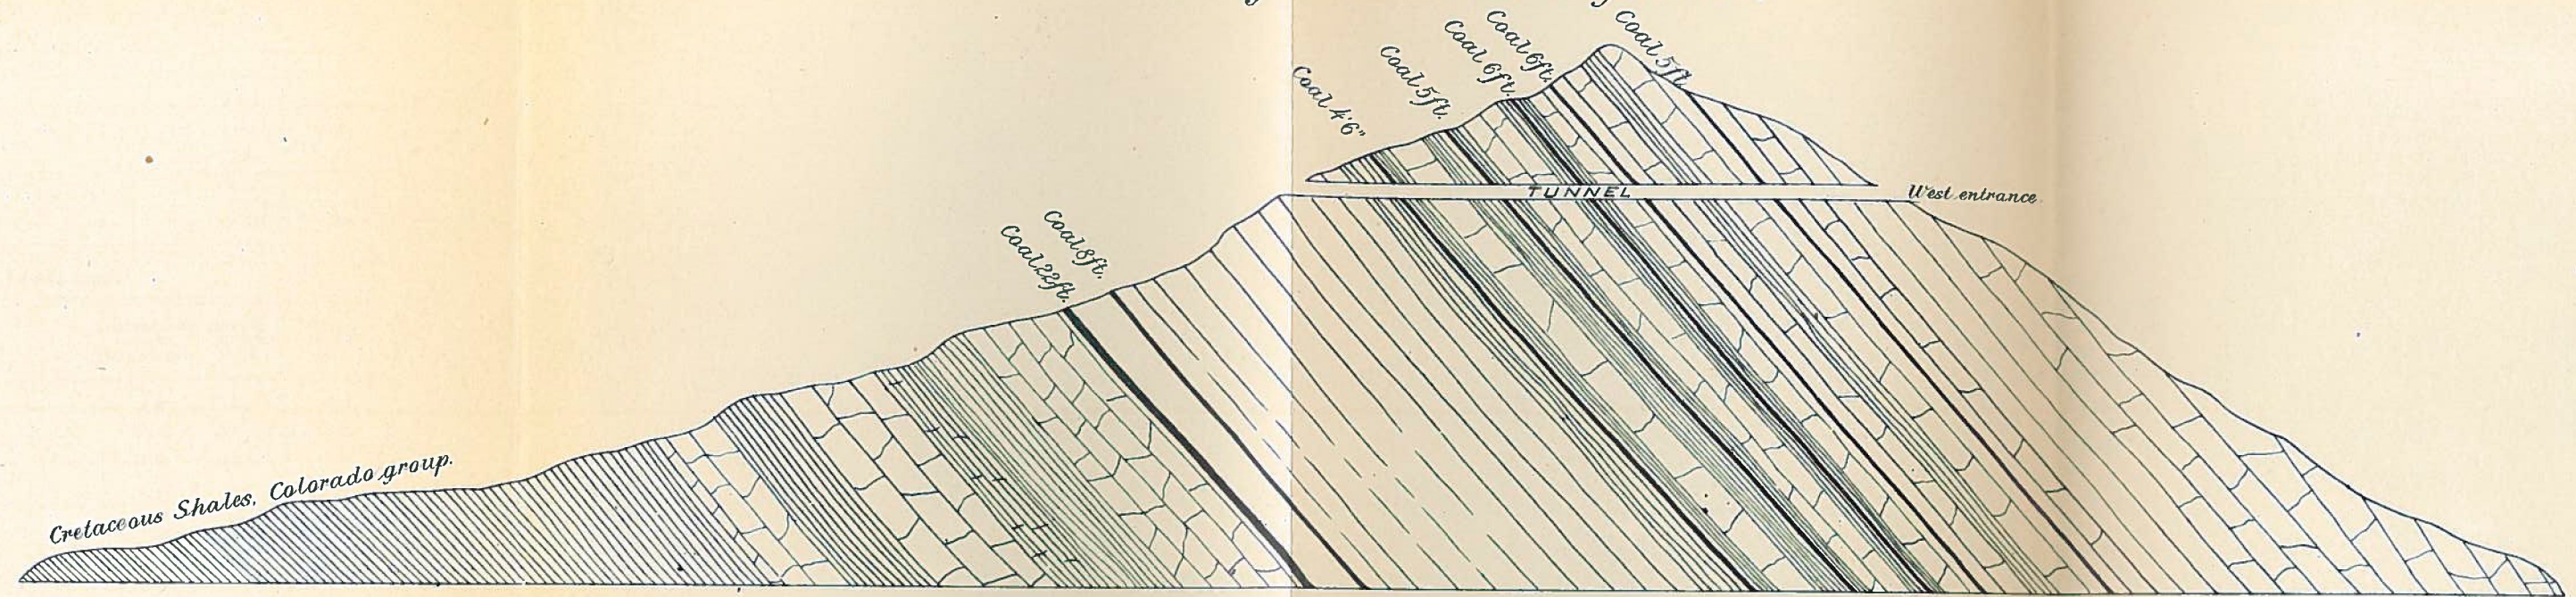 Coal 5ft.
Coal 6ft.
Coal 6ft.
Coal 5ft.
Coal 4'6"
TUNNEL
West entrance
Coal 8ft.
Coal 22ft.
Cretaceous Shales, Colorado group.